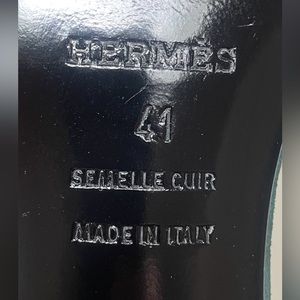 HERMÈS
41
SEMELLE CUIR
MADE IN ITALY